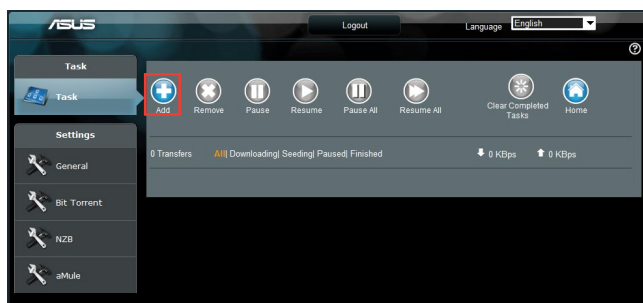 ASUS
Logout
Language English
?
Task
Task
Add
Remove
Pause
Resume
Pause All
Resume All
Clear Completed
Tasks
Home
Settings
General
Bit Torrent
NZB
aMule
0 Transfers All| Downloading| Seeding| Paused| Finished 0 KBps 0 KBps